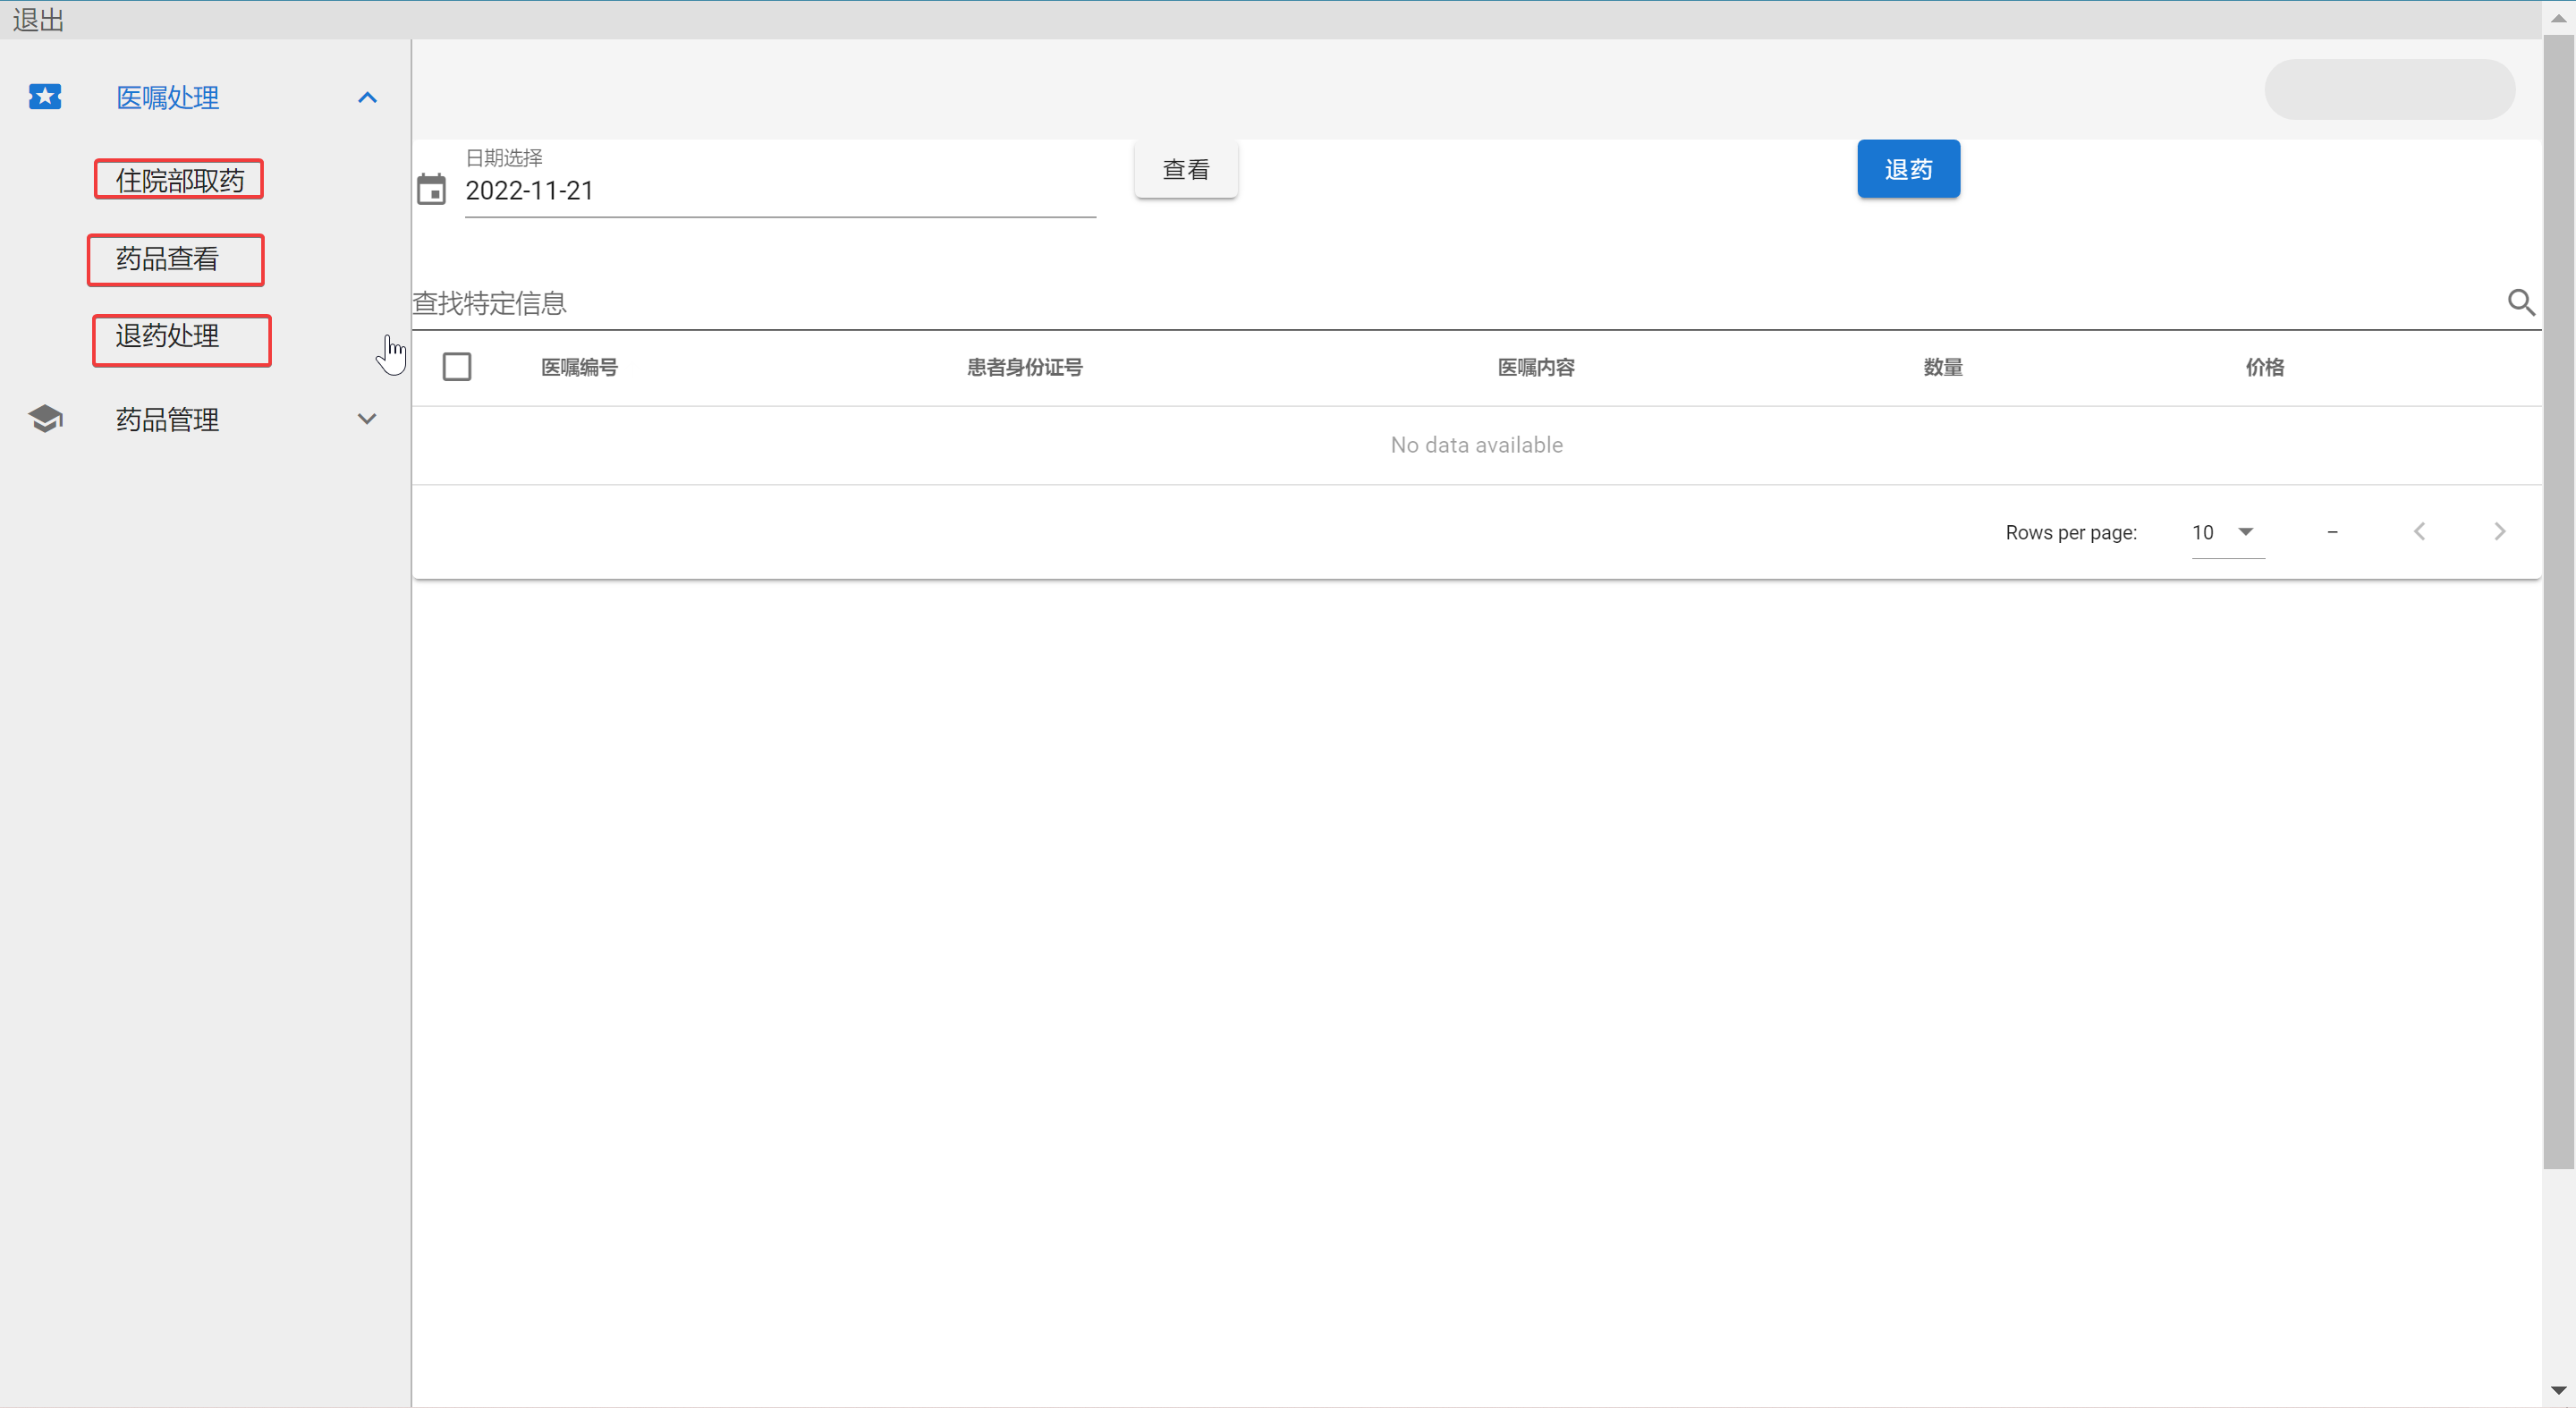 退出
医嘱处理
住院部取药
药品查看
退药处理
药品管理
日期选择
2022-11-21
查看
退药
查找特定信息
医嘱编号 患者身份证号 医嘱内容 数量 价格
No data available
Rows per page: 10 –